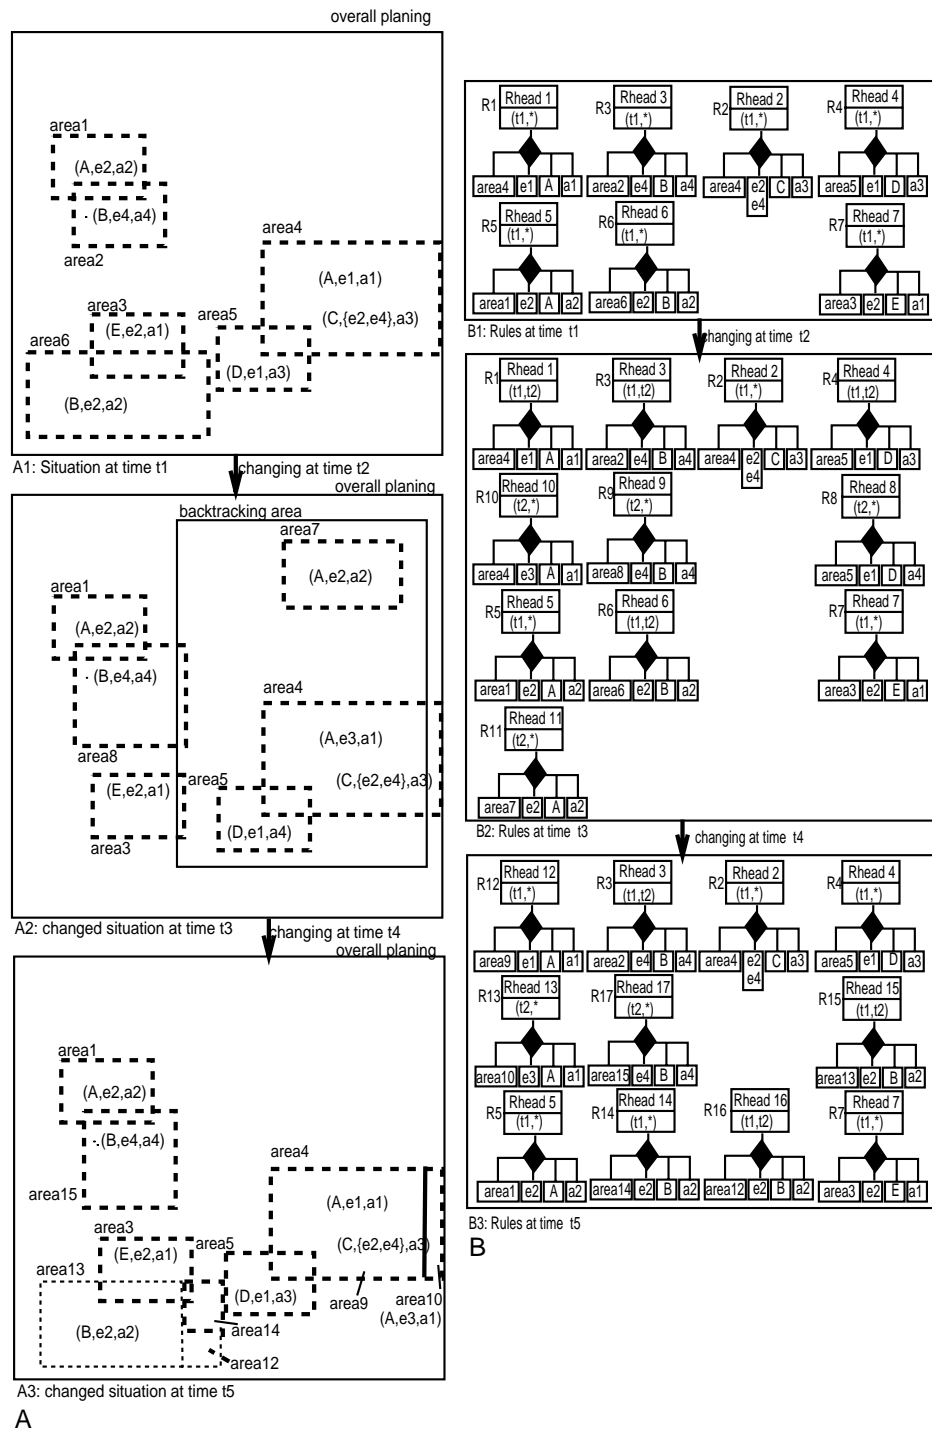 overall planing
area1
(A,e2,a2)
(B,e4,a4)
area2
area4
(A,e1,a1)
(C,{e2,e4},a3)
area3
(E,e2,a1)
area5
area6
(D,e1,a3)
(B,e2,a2)
A1: Situation at time t1
changing at time t2
overall planing
backtracking area
area7
(A,e2,a2)
area1
(A,e2,a2)
(B,e4,a4)
area4
(A,e3,a1)
area8
(E,e2,a1)
area5
(C,{e2,e4},a3)
(D,e1,a4)
area3
A2: changed situation at time t3
changing at time t4
overall planing
area1
(A,e2,a2)
(B,e4,a4)
area4
area15
(A,e1,a1)
area3
(E,e2,a1)
area5
(C,{e2,e4},a3)
area13
(D,e1,a3)
area9
area10
(A,e3,a1)
(B,e2,a2)
area14
area12
A3: changed situation at time t5
A
R1 Rhead 1 R3 Rhead 3 R2 Rhead 2 R4 Rhead 4
(t1,*) (t1,*) (t1,*) (t1,*)
area4 e1 A a1 area2 e4 B a4 area4 e2 C a3 area5 e1 D a3
e4
R5 Rhead 5 R6 Rhead 6 R7 Rhead 7
(t1,*) (t1,*) (t1,*)
area1 e2 A a2 area6 e2 B a2 area3 e2 E a1
B1: Rules at time t1
changing at time t2
R1 Rhead 1 R3 Rhead 3 R2 Rhead 2 R4 Rhead 4
(t1,t2) (t1,t2) (t1,*) (t1,t2)
area4 e1 A a1 area2 e4 B a4 area4 e2 C a3 area5 e1 D a3
e4
R10 Rhead 10 R9 Rhead 9 R8 Rhead 8
(t2,*) (t2,*) (t2,*)
area4 e3 A a1 area8 e4 B a4 area5 e1 D a4
R5 Rhead 5 R6 Rhead 6 R7 Rhead 7
(t1,*) (t1,t2) (t1,*)
area1 e2 A a2 area6 e2 B a2 area3 e2 E a1
R11 Rhead 11
(t2,*)
area7 e2 A a2
B2: Rules at time t3
changing at time t4
R12 Rhead 12 R3 Rhead 3 R2 Rhead 2 R4 Rhead 4
(t1,*) (t1,t2) (t1,*) (t1,*)
area9 e1 A a1 area2 e4 B a4 area4 e2 C a3 area5 e1 D a3
e4
R13 Rhead 13 R17 Rhead 17 R15 Rhead 15
(t2,* (t2,*) (t1,t2)
area10 e3 A a1 area15 e4 B a4 area13 e2 B a2
R5 Rhead 5 R14 Rhead 14 R16 Rhead 16 R7 Rhead 7
(t1,*) (t1,*) (t1,t2) (t1,*)
area1 e2 A a2 area14 e2 B a2 area12 e2 B a2 area3 e2 E a1
B3: Rules at time t5
B